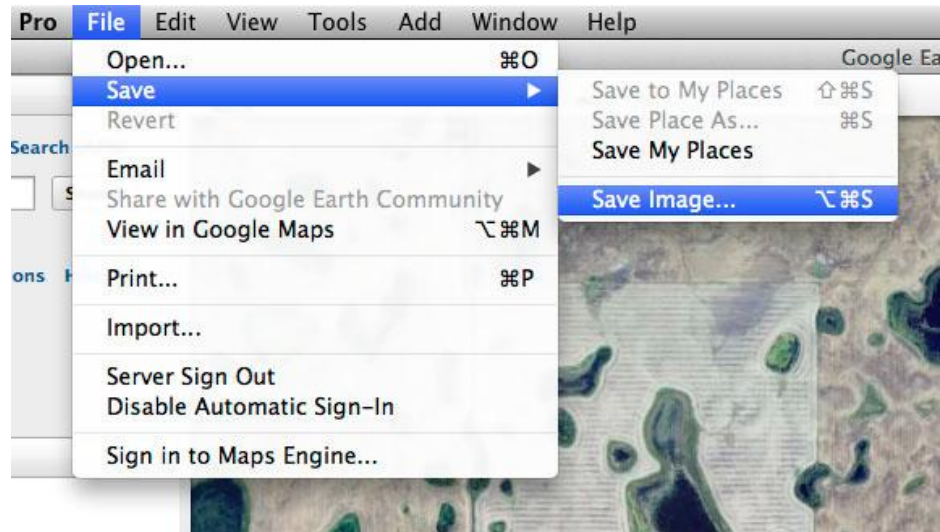 Pro File Edit View Tools Add Window Help
Google Ea
Open... ⌘O
Save ▶
Revert
Email ▶
Share with Google Earth Community
View in Google Maps ⌥⌘M
Print... ⌘P
Import...
Server Sign Out
Disable Automatic Sign-In
Sign in to Maps Engine...
Save to My Places ⇧⌘S
Save Place As... ⌘S
Save My Places
Save Image... ⌥⌘S
Search
S
ons H